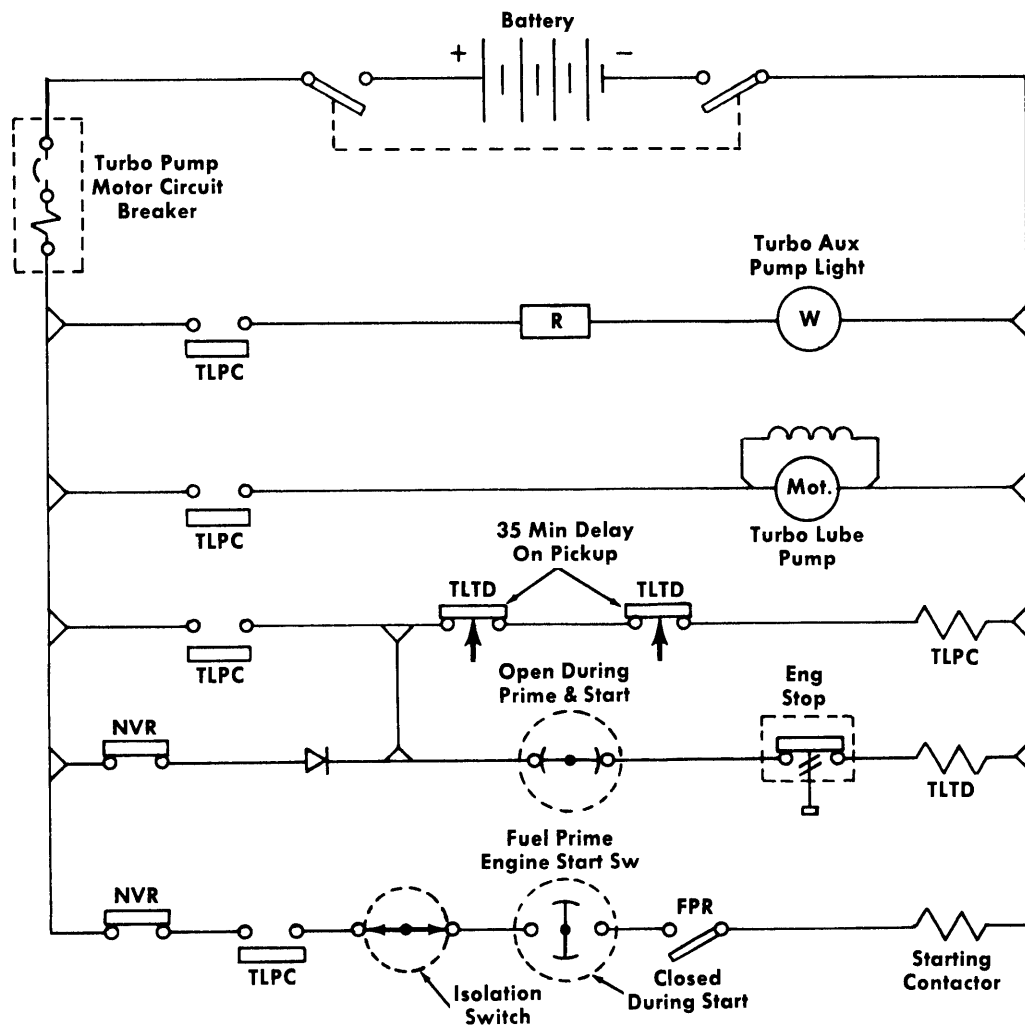 Battery
+ −
Turbo Pump
Motor Circuit
Breaker
Turbo Aux
Pump Light
R
W
TLPC
Mot.
TLPC
Turbo Lube
Pump
35 Min Delay
On Pickup
TLTD
TLTD
TLPC
TLPC
Open During
Prime & Start
Eng
Stop
NVR
TLTD
Fuel Prime
Engine Start Sw
NVR
FPR
TLPC
Isolation
Switch
Closed
During Start
Starting
Contactor